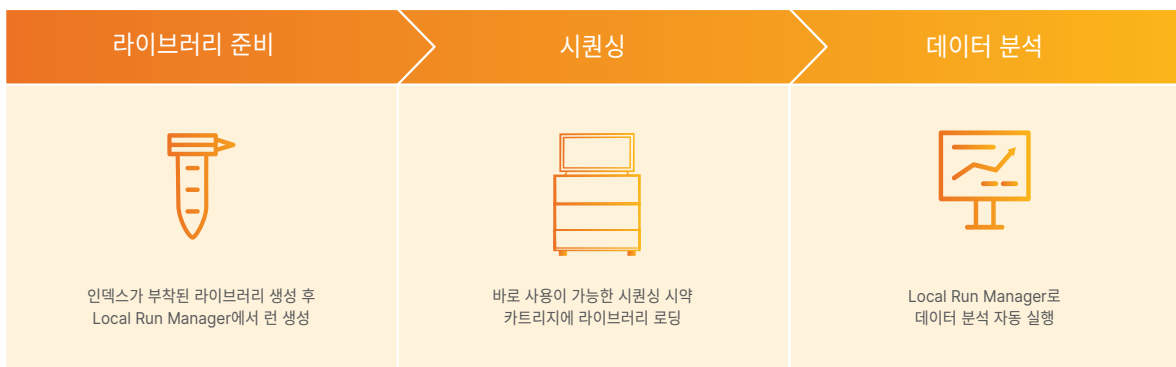 라이브러리 준비
시퀀싱
데이터 분석
인덱스가 부착된 라이브러리 생성 후
Local Run Manager에서 런 생성
바로 사용이 가능한 시퀀싱 시약
카트리지에 라이브러리 로딩
Local Run Manager로
데이터 분석 자동 실행